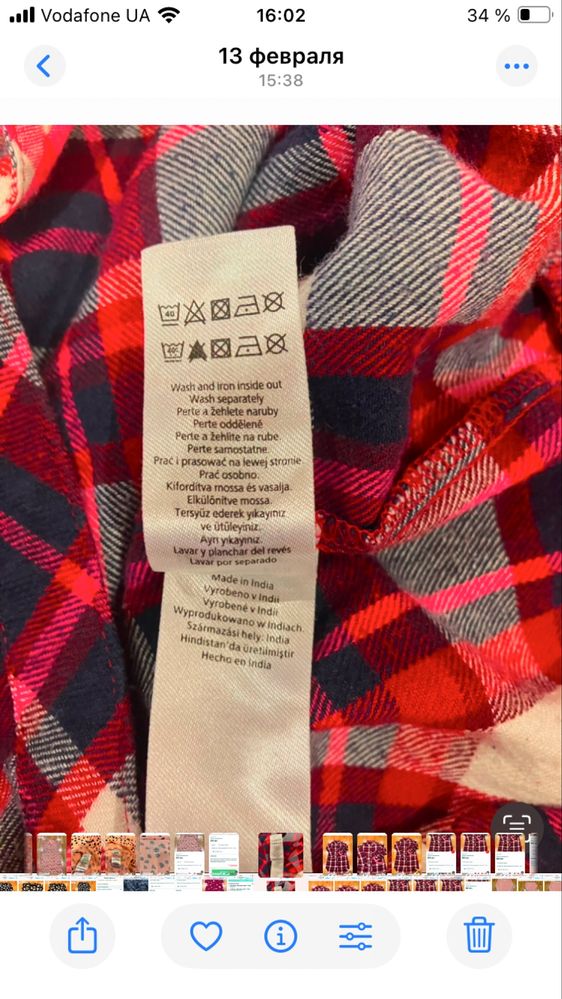 Vodafone UA
16:02
34 %
13 февраля
15:38
40
40C
Wash and iron inside out
Wash separately
Perte a žehlete naruby
Perte odděleně
Perte a žehlite na rube.
Perte samostatne.
Prać i prasować na lewej stronie
Prać osobno.
Kifordítva mossa és vasalja.
Elkülönítve mossa.
Tersyüz ederek yıkayınız
ve ütüleyiniz.
Ayrı yıkayınız.
Lavar y planchar del revés
Lavar por separado
Made in India
Vyrobeno v Indii
Vyrobené v Indii
Wyprodukowano w Indiach
Származási hely: India
Hindistan'da üretilmiştir
Hecho en India